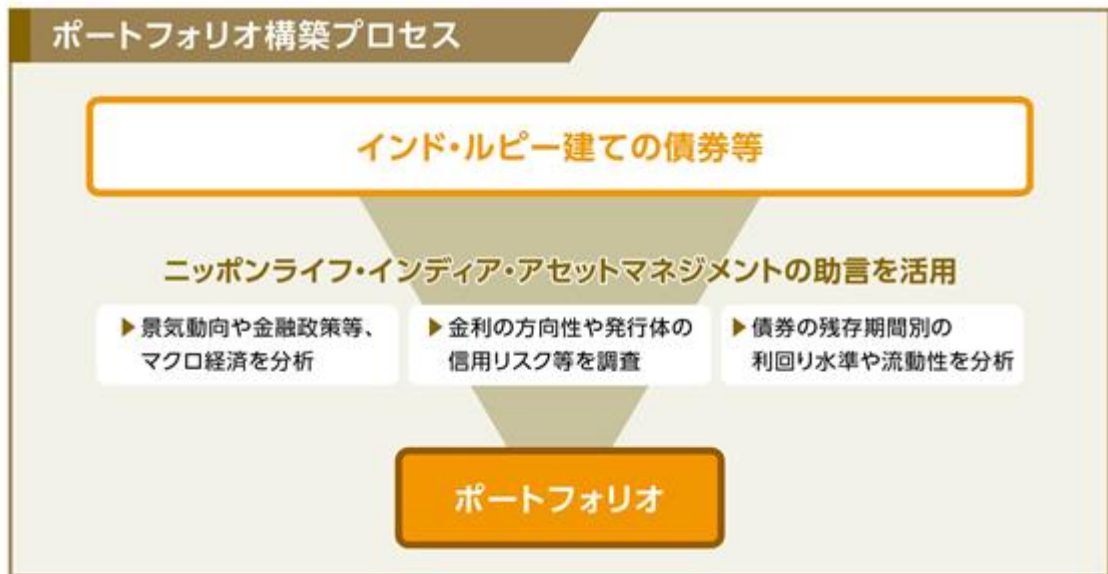 ポートフォリオ構築プロセス
インド・ルピー建ての債券等
ニッポンライフ・インディア・アセットマネジメントの助言を活用
▶景気動向や金融政策等、
マクロ経済を分析
▶金利の方向性や発行体の
信用リスク等を調査
▶債券の残存期間別の
利回り水準や流動性を分析
ポートフォリオ